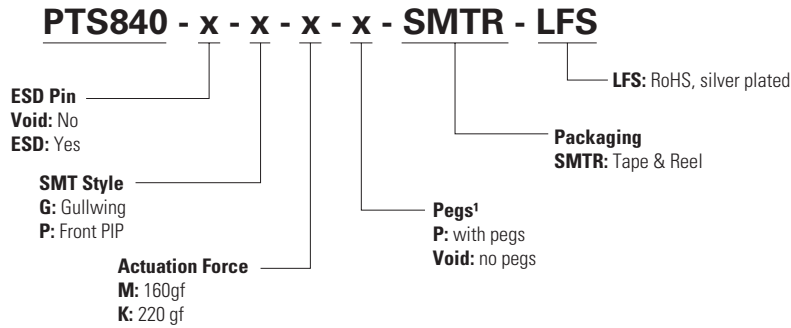 PTS840 - x - x - x - x - SMTR - LFS
LFS: RoHS, silver plated
ESD Pin
Void: No
ESD: Yes
Packaging
SMTR: Tape & Reel
SMT Style
G: Gullwing
P: Front PIP
Pegs¹
P: with pegs
Void: no pegs
Actuation Force
M: 160gf
K: 220 gf